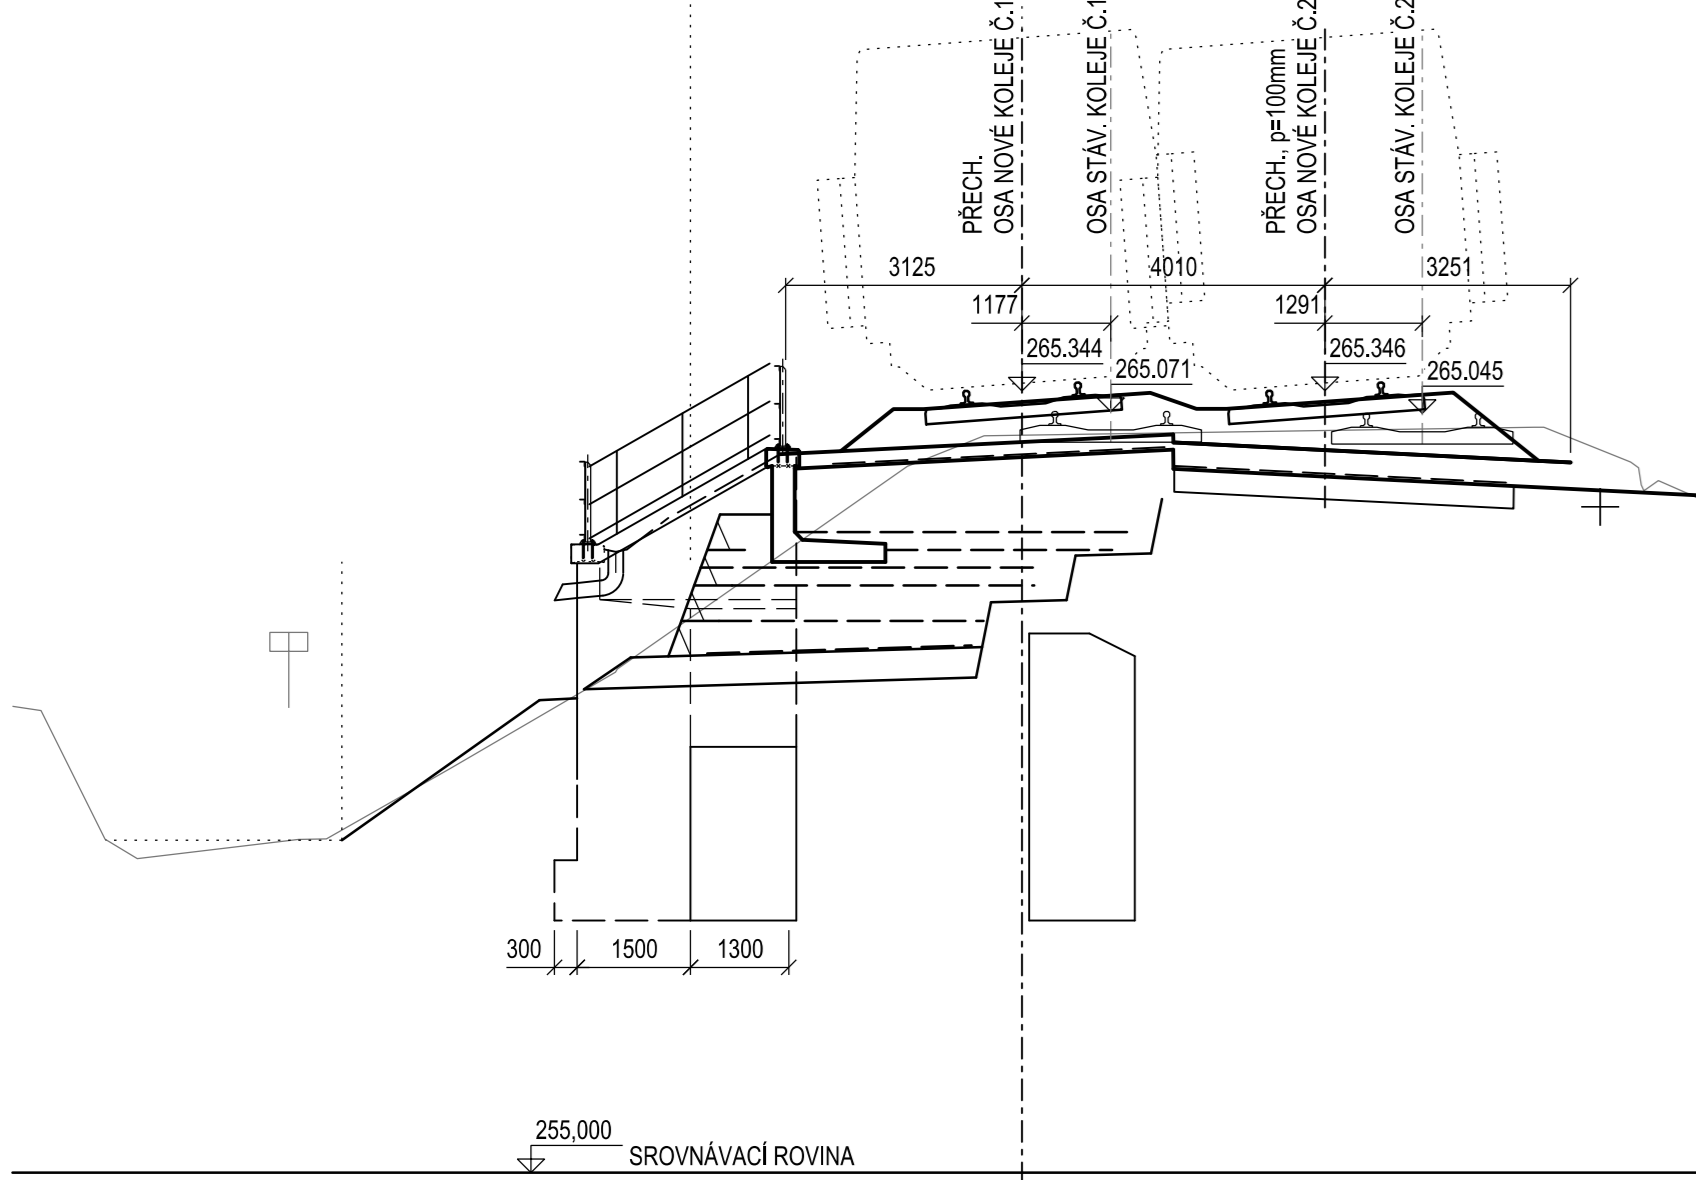 PŘECH.
OSA NOVÉ KOLEJE Č.1
OSA STÁV. KOLEJE Č.1
PŘECH., p=100mm
OSA NOVÉ KOLEJE Č.2
OSA STÁV. KOLEJE Č.2
3125
4010
3251
1177
1291
265.344
265.346
265.071
265.045
300
1500
1300
255,000
SROVNÁVACÍ ROVINA